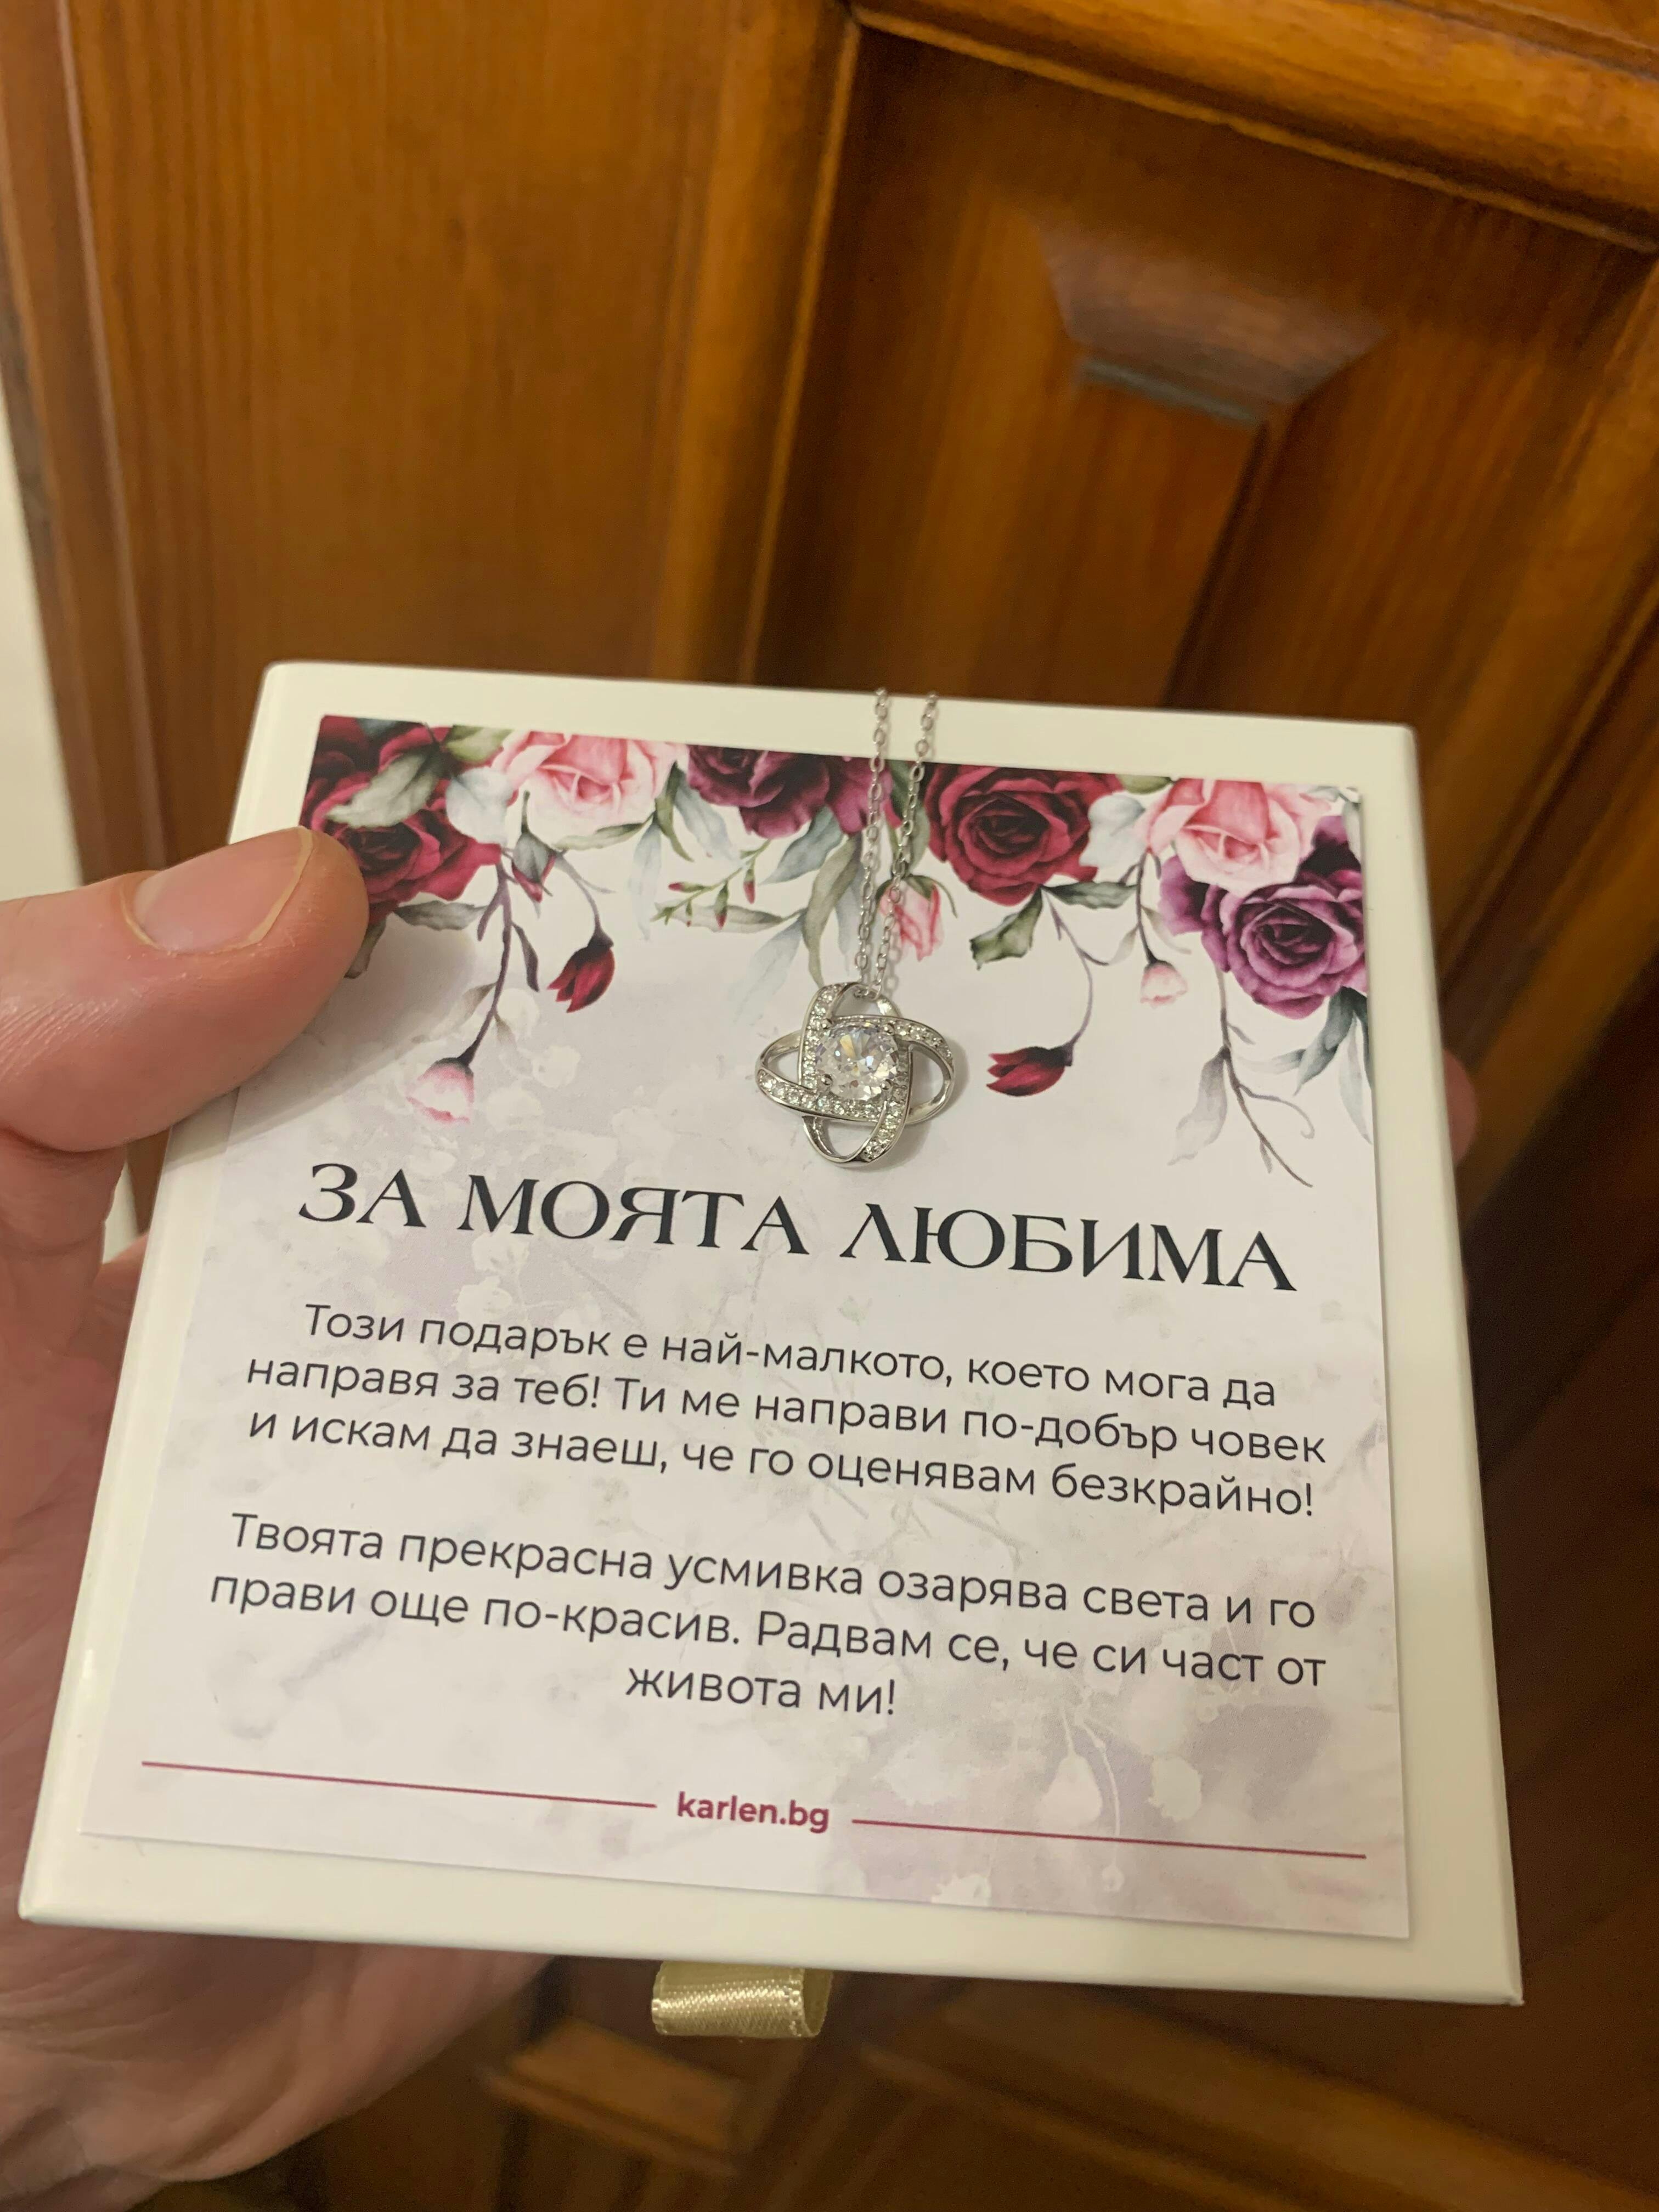 ЗА МОЯТА ЛЮБИМА
Този подарък е най-малкото, което мога да
направя за теб! Ти ме направи по-добър човек
и искам да знаеш, че го оценявам безкрайно!
Твоята прекрасна усмивка озарява света и го
прави още по-красив. Радвам се, че си част от
живота ми!
karlen.bg